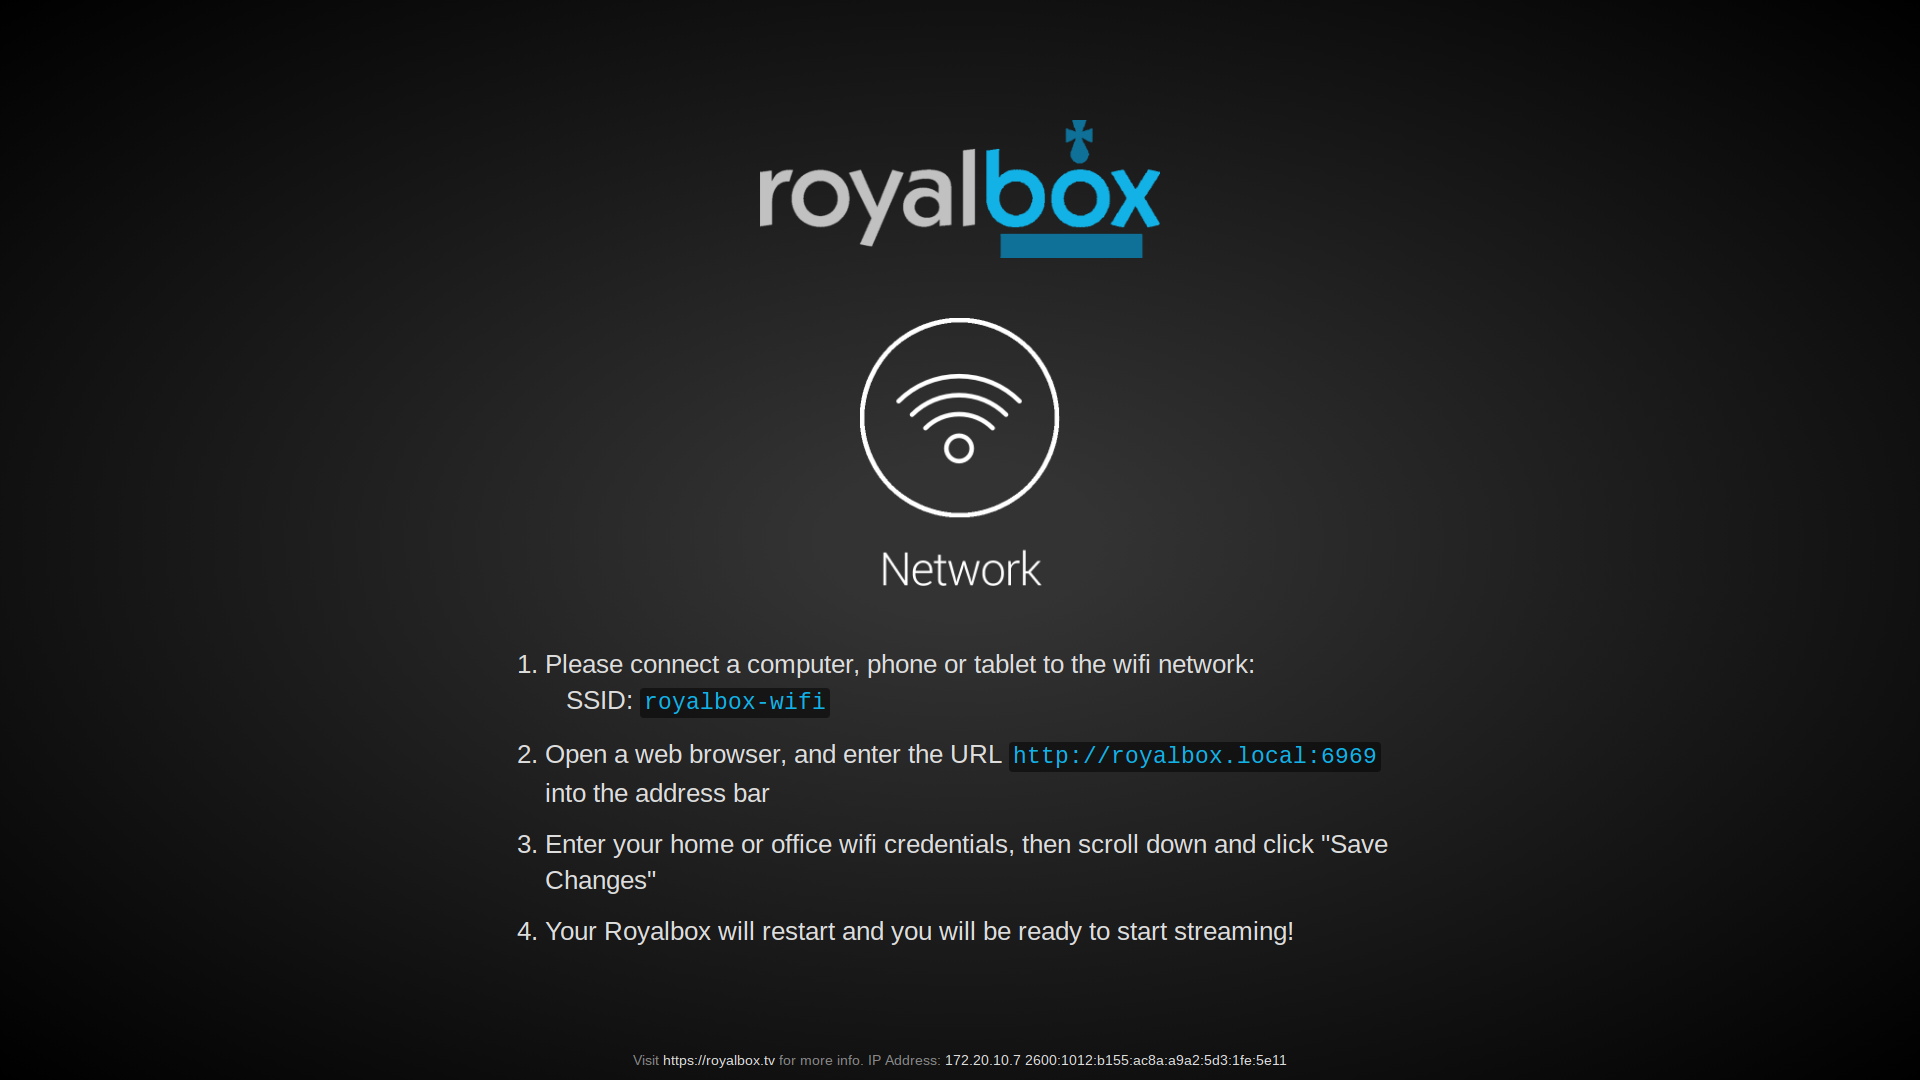 royalbox
Network
1. Please connect a computer, phone or tablet to the wifi network:
SSID: royalbox-wifi
2. Open a web browser, and enter the URL http://royalbox.local:6969
into the address bar
3. Enter your home or office wifi credentials, then scroll down and click "Save
Changes"
4. Your Royalbox will restart and you will be ready to start streaming!
Visit https://royalbox.tv for more info. IP Address: 172.20.10.7 2600:1012:b155:ac8a:a9a2:5d3:1fe:5e11